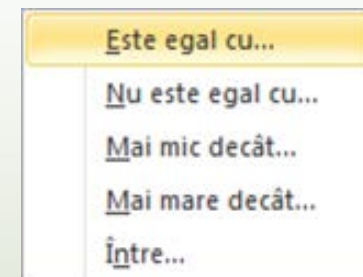 Este egal cu...
Nu este egal cu...
Mai mic decât...
Mai mare decât...
Între...